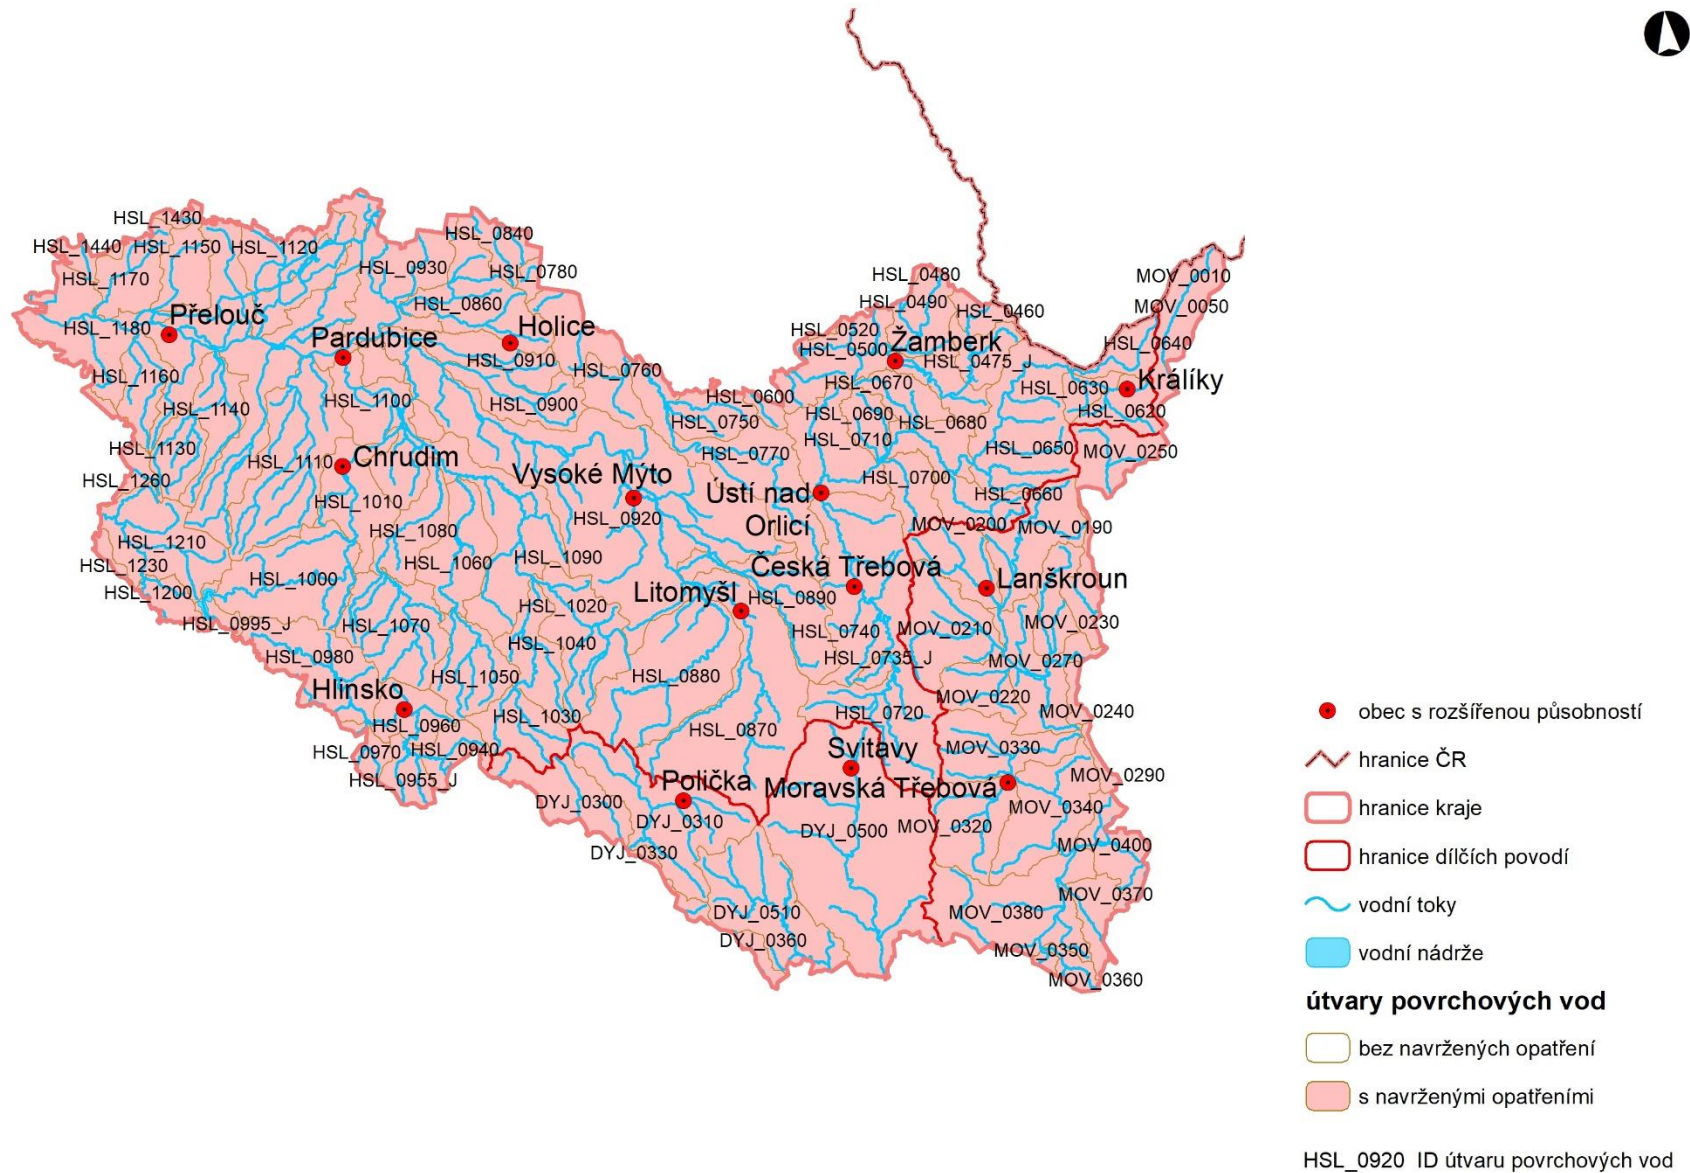 HSL_1430
HSL_1440
HSL_1150
HSL_1120
HSL_0840
HSL_1170
HSL_0930
HSL_0780
HSL_0480
MOV_0010
HSL_0860
HSL_0490
HSL_0460
MOV_0050
HSL_1180
Přelouč
Pardubice
Holice
HSL_0520
HSL_0500
Žamberk
HSL_0640
HSL_0910
HSL_0760
HSL_0475_J
HSL_1160
HSL_0670
HSL_0630
Králíky
HSL_1140
HSL_1100
HSL_0900
HSL_0600
HSL_0750
HSL_0690
HSL_0680
HSL_0620
HSL_1130
HSL_1110
Chrudim
HSL_0770
HSL_0710
HSL_0650
MOV_0250
HSL_1260
HSL_1010
Vysoké Mýto
Ústí nad
Orlicí
HSL_0700
HSL_0660
HSL_0920
MOV_0200
MOV_0190
HSL_1210
HSL_1080
HSL_1230
HSL_1060
HSL_1090
Česká Třebová
Lanškroun
HSL_1200
HSL_1000
HSL_1020
Litomyšl
HSL_0890
HSL_0995_J
HSL_1070
HSL_1040
HSL_0740
MOV_0210
MOV_0230
HSL_0980
HSL_0735_J
MOV_0270
Hlinsko
HSL_1050
HSL_0880
MOV_0220
HSL_0960
HSL_1030
HSL_0870
HSL_0720
MOV_0240
HSL_0970
HSL_0940
Svitavy
MOV_0330
HSL_0955_J
Polička
Moravská Třebová
MOV_0290
DYJ_0300
DYJ_0310
DYJ_0500
MOV_0320
MOV_0340
DYJ_0330
MOV_0400
DYJ_0510
MOV_0380
MOV_0370
DYJ_0360
MOV_0350
MOV_0360
obec s rozšířenou působností
hranice ČR
hranice kraje
hranice dílčích povodí
vodní toky
vodní nádrže
útvary povrchových vod
bez navržených opatření
s navrženými opatřeními
HSL_0920 ID útvaru povrchových vod